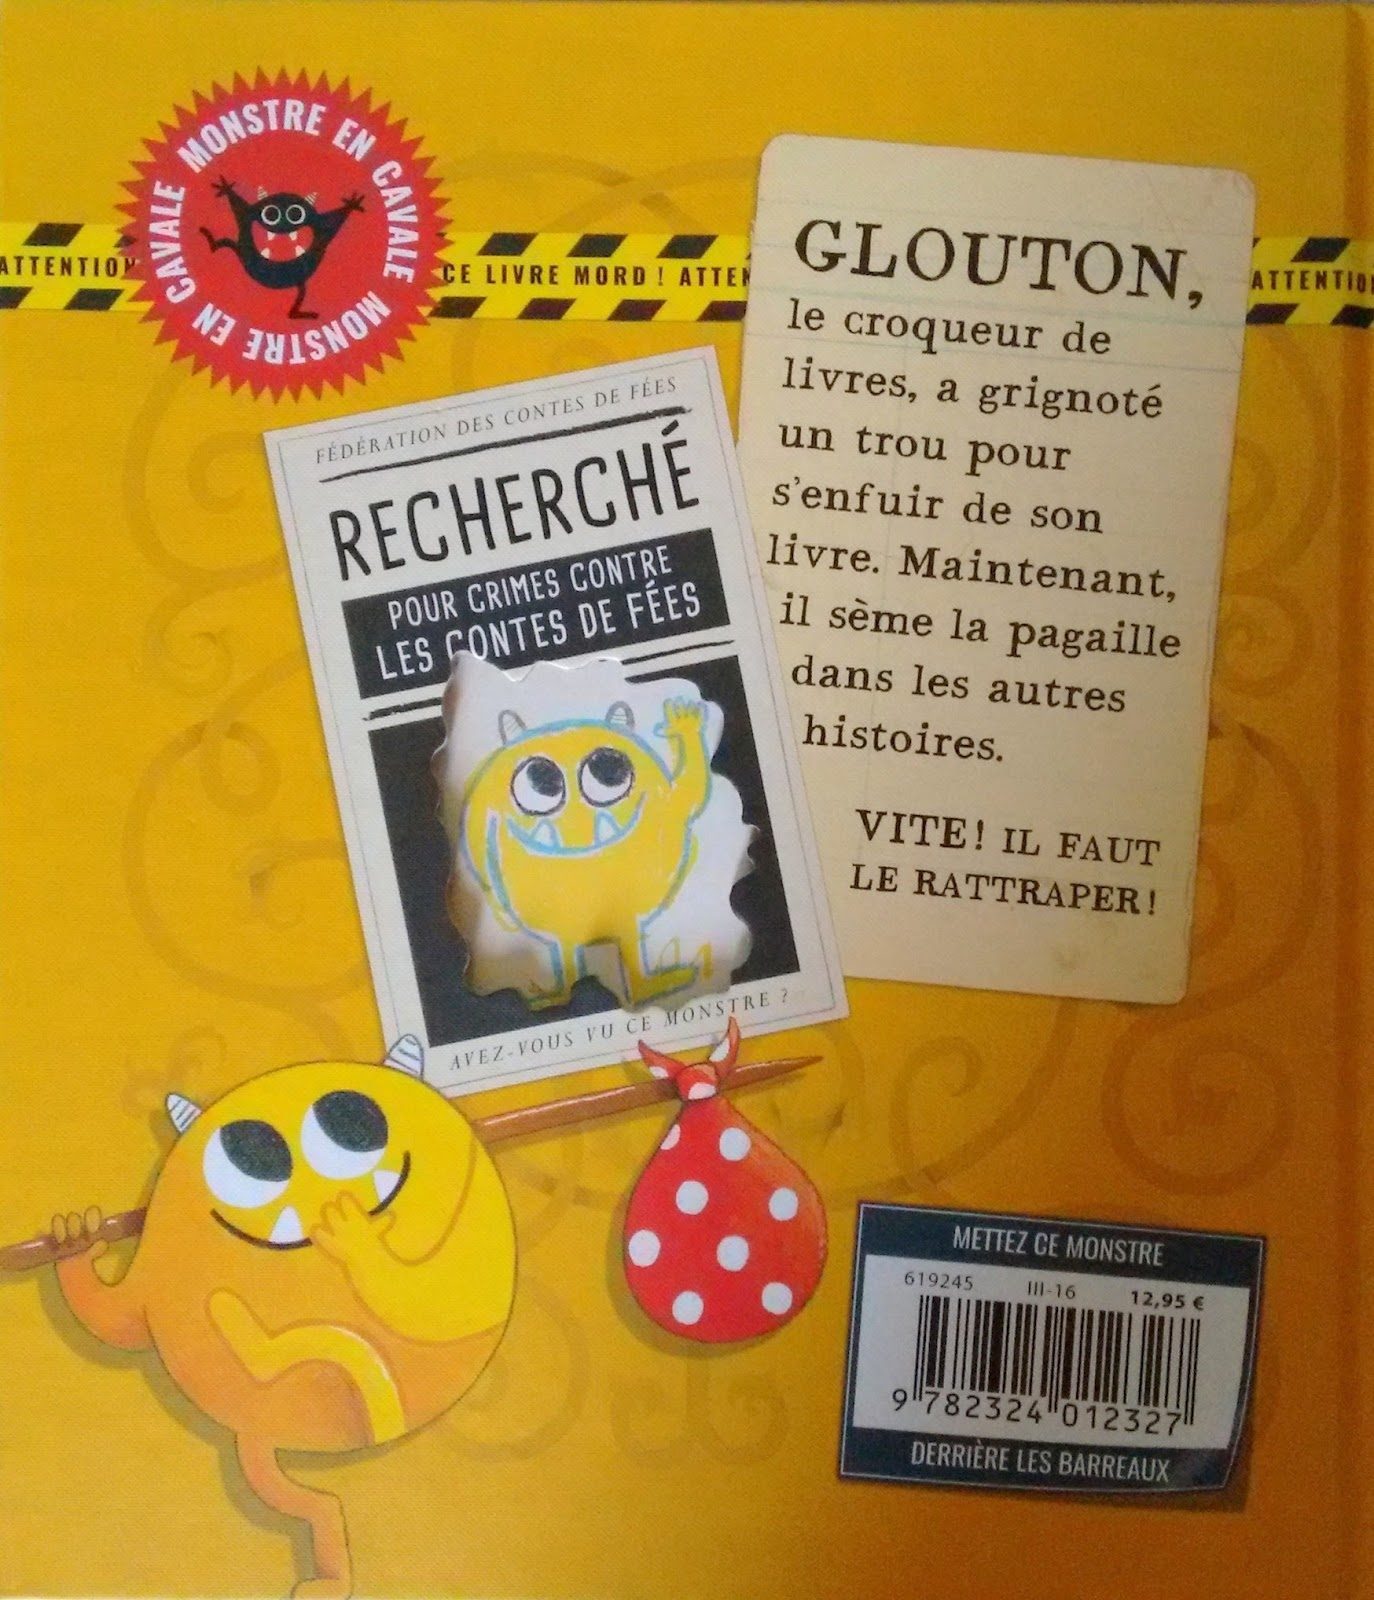 MONSTRE EN CAVALE MONSTRE EN CAVALE
ATTENTION
CE LIVRE MORD ! ATTEN
ATTENTION
GLOUTON,
le croqueur de
livres, a grignoté
un trou pour
s'enfuir de son
livre. Maintenant,
il sème la pagaille
dans les autres
histoires.
VITE ! IL FAUT
LE RATTRAPER !
FÉDÉRATION DES CONTES DE FÉES
RECHERCHÉ
POUR CRIMES CONTRE
LES CONTES DE FÉES
AVEZ-VOUS VU CE MONSTRE ?
METTEZ CE MONSTRE
619245 III-16 12,95 €
9 782324 012327
DERRIÈRE LES BARREAUX